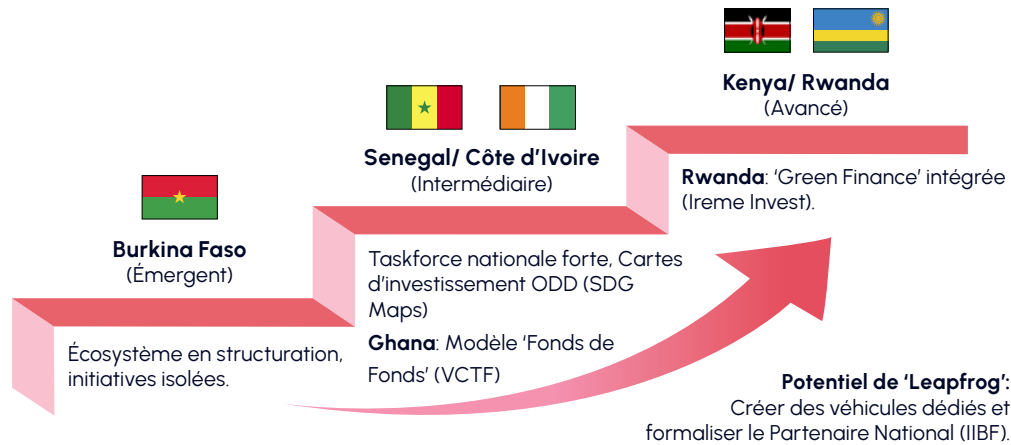 Burkina Faso
(Émergent)
Écosystème en structuration,
initiatives isolées.
Senegal/ Côte d’Ivoire
(Intermédiaire)
Taskforce nationale forte, Cartes
d’investissement ODD (SDG
Maps)
Ghana: Modèle ‘Fonds de
Fonds’ (VCTF)
Kenya/ Rwanda
(Avancé)
Rwanda: ‘Green Finance’ intégrée
(Ireme Invest).
Potentiel de ‘Leapfrog’:
Créer des véhicules dédiés et
formaliser le Partenaire National (IIBF).